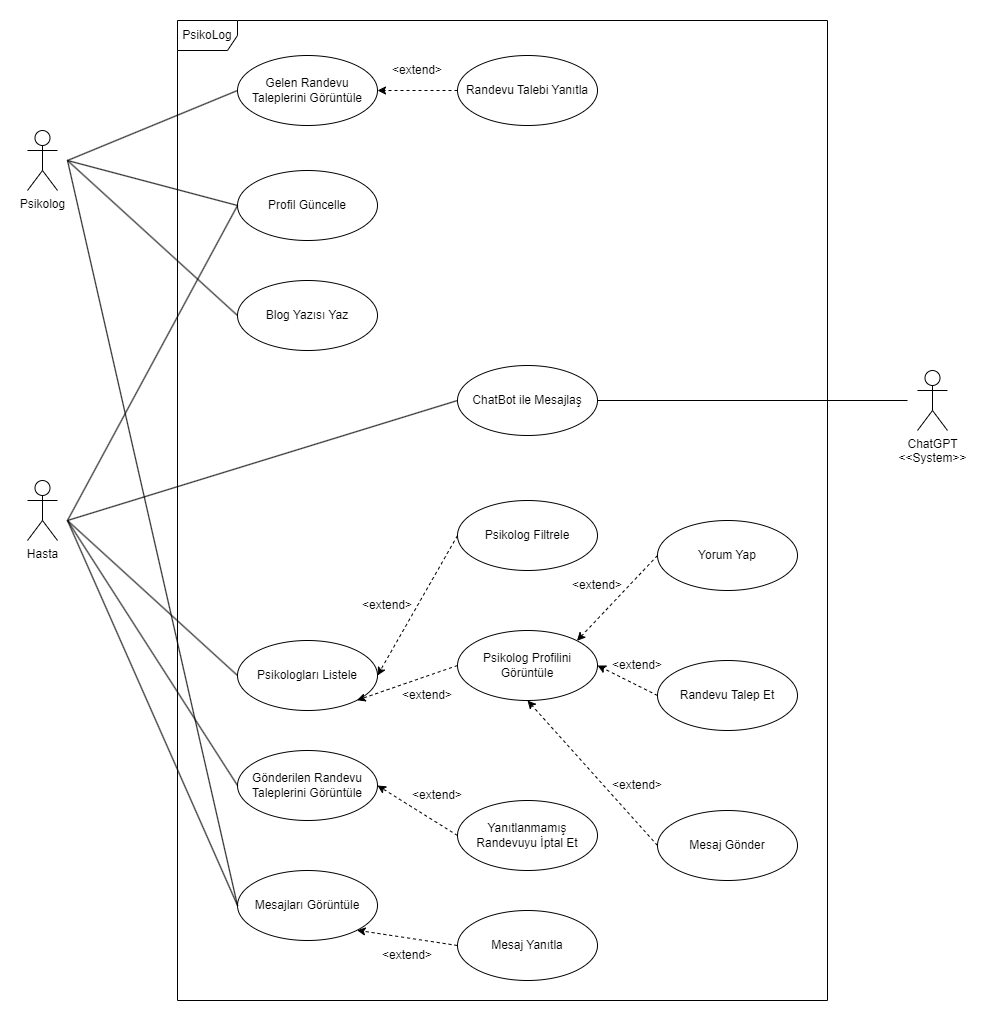 PsikoLog
Gelen Randevu
Taleplerini Görüntüle
<extend>
Randevu Talebi Yanıtla
Psikolog
Profil Güncelle
Blog Yazısı Yaz
ChatBot ile Mesajlaş
ChatGPT
<<System>>
Hasta
Psikolog Filtrele
Yorum Yap
<extend>
<extend>
Psikologları Listele
Psikolog Profilini
Görüntüle
<extend>
<extend>
Randevu Talep Et
Gönderilen Randevu
Taleplerini Görüntüle
<extend>
<extend>
Yanıtlanmamış
Randevuyu İptal Et
Mesaj Gönder
Mesajları Görüntüle
<extend>
Mesaj Yanıtla